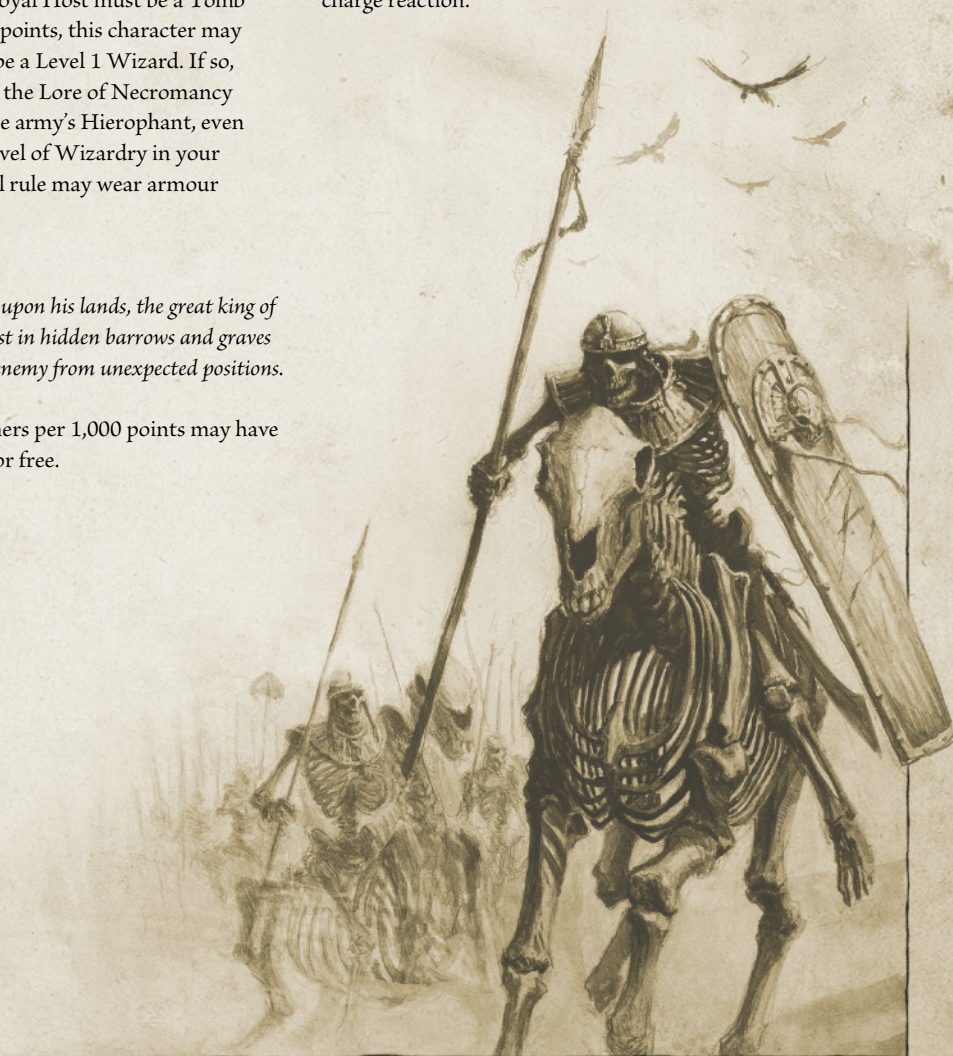 oyal Host must be a Tomb
points, this character may
be a Level 1 Wizard. If so,
the Lore of Necromancy
e army's Hierophant, even
vel of Wizardry in your
l rule may wear armour
upon his lands, the great king of
st in hidden barrows and graves
enemy from unexpected positions.
ners per 1,000 points may have
or free.
charge reaction.